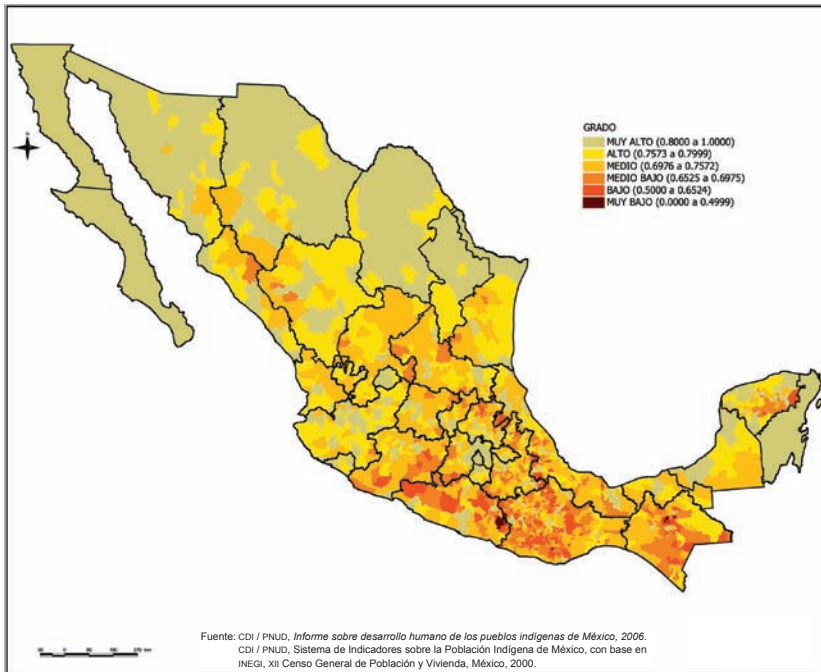 GRADO
MUY ALTO (0.8000 a 1.0000)
ALTO (0.7573 a 0.7999)
MEDIO (0.6976 a 0.7572)
MEDIO BAJO (0.6525 a 0.6975)
BAJO (0.5000 a 0.6524)
MUY BAJO (0.0000 a 0.4999)
Fuente: CDI / PNUD, Informe sobre desarrollo humano de los pueblos indígenas de México, 2006.
CDI / PNUD, Sistema de Indicadores sobre la Población Indígena de México, con base en
INEGI, XII Censo General de Población y Vivienda, México, 2000.